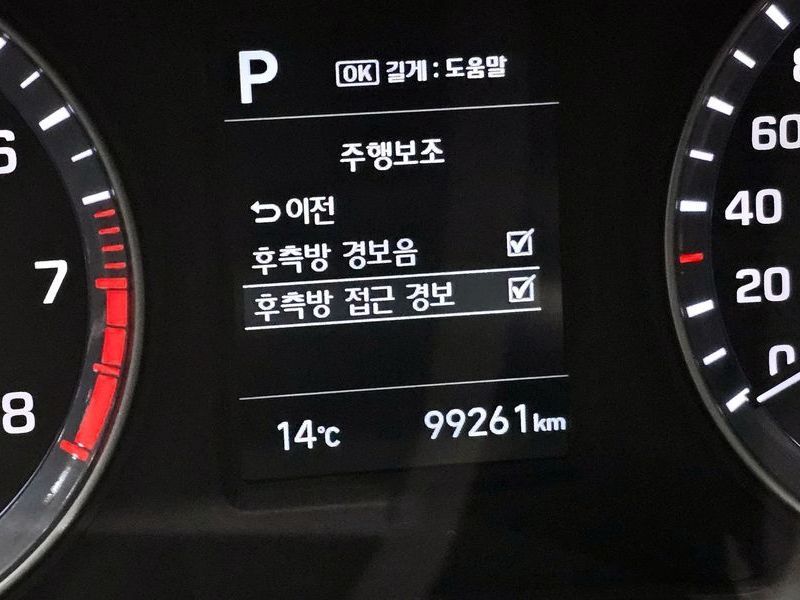 P
OK 길게 : 도움말
주행보조
이전
후측방 경보음
후측방 접근 경보
14℃ 99261km
6
7
8
60
40
20
0